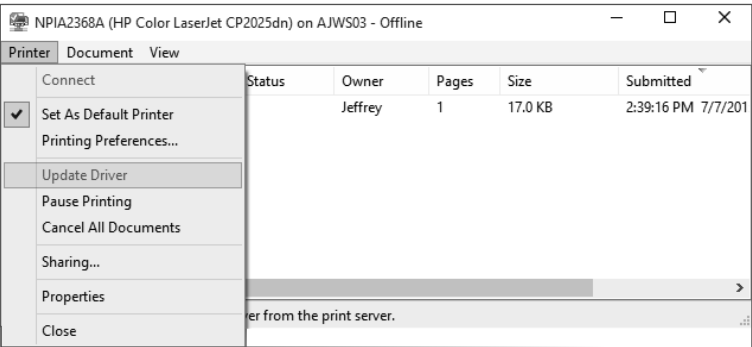 NPIA2368A (HP Color LaserJet CP2025dn) on AJWS03 - Offline
Printer Document View
Status Owner Pages Size Submitted
Jeffrey 1 17.0 KB 2:39:16 PM 7/7/201
Connect
Set As Default Printer
Printing Preferences...
Update Driver
Pause Printing
Cancel All Documents
Sharing...
Properties
Close
ver from the print server.